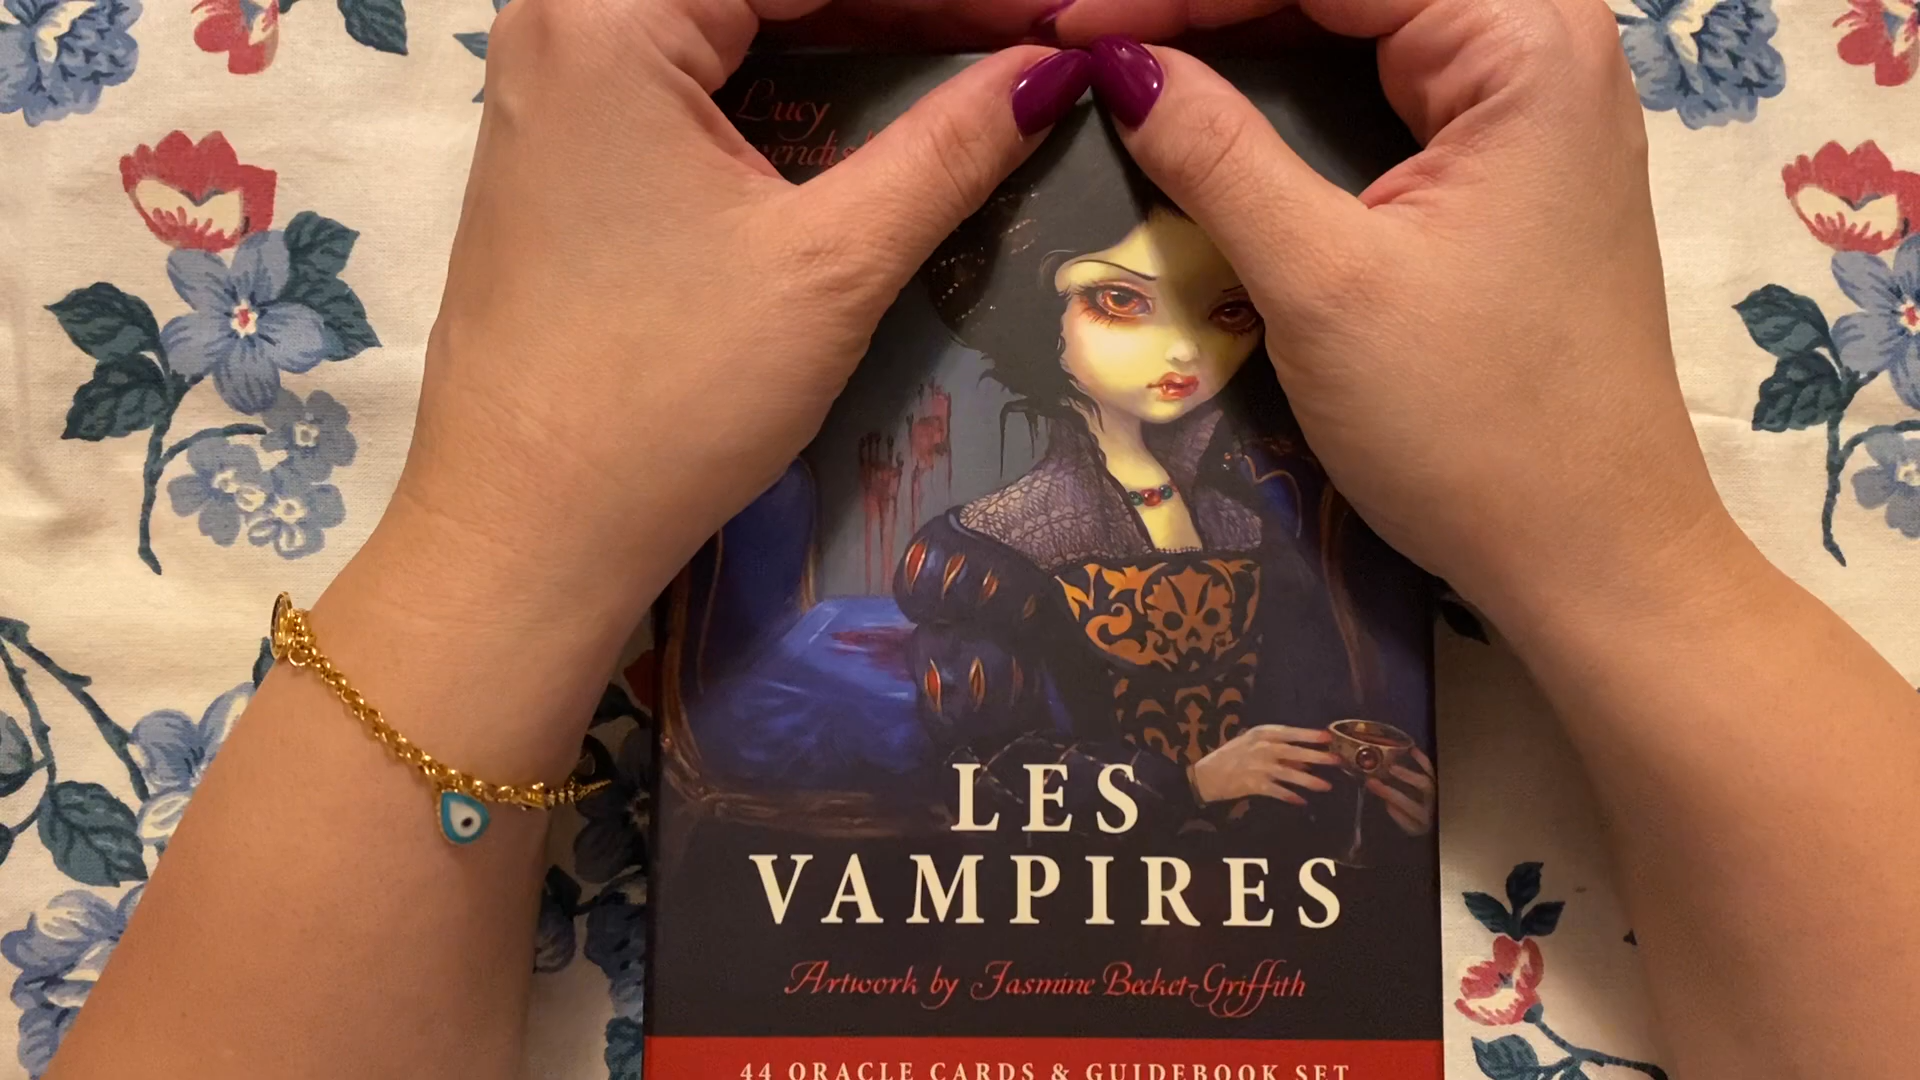 Lucy
LES
VAMPIRES
Artwork by Jasmine Becket-Griffith
44 ORACLE CARDS & GUIDEBOOK SET